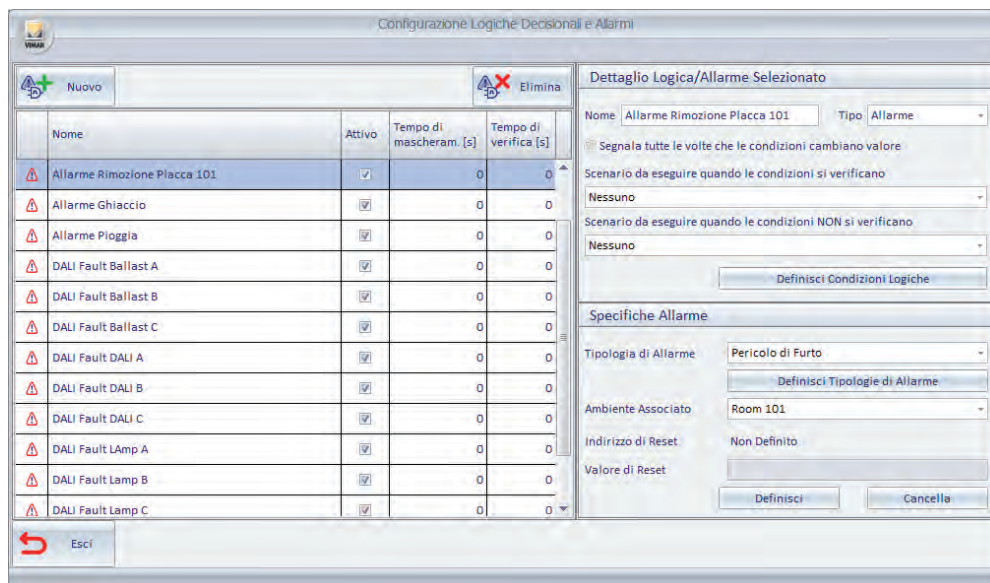 Configurazione Logiche Decisionali e Allarmi
VIMAR
Nuovo
Elimina
Nome Attivo Tempo di mascheram. [s] Tempo di verifica [s]
Allarme Rimozione Placca 101 0 0
Allarme Ghiaccio 0 0
Allarme Pioggia 0 0
DALI Fault Ballast A 0 0
DALI Fault Ballast B 0 0
DALI Fault Ballast C 0 0
DALI Fault DALI A 0 0
DALI Fault DALI B 0 0
DALI Fault DALI C 0 0
DALI Fault LAmp A 0 0
DALI Fault Lamp B 0 0
DALI Fault Lamp C 0 0
Esci
Dettaglio Logica/Allarme Selezionato
Nome Allarme Rimozione Placca 101 Tipo Allarme
Segnala tutte le volte che le condizioni cambiano valore
Scenario da eseguire quando le condizioni si verificano
Nessuno
Scenario da eseguire quando le condizioni NON si verificano
Nessuno
Definisci Condizioni Logiche
Specifiche Allarme
Tipologia di Allarme Pericolo di Furto
Definisci Tipologie di Allarme
Ambiente Associato Room 101
Indirizzo di Reset Non Definito
Valore di Reset
Definisci Cancella